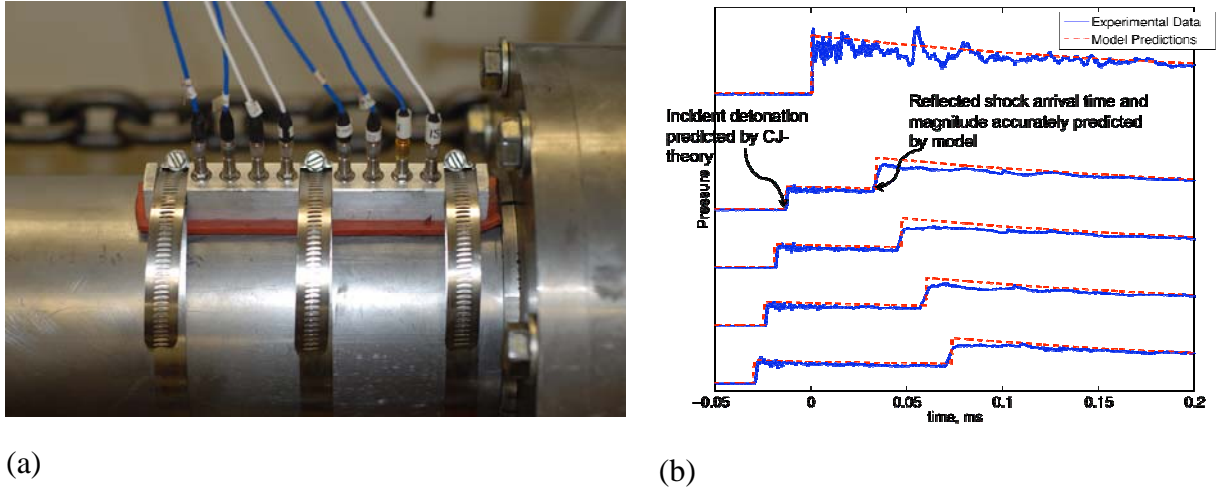 Experimental Data
Model Predictions
Incident detonation
predicted by CJ-
theory
Reflected shock arrival time and
magnitude accurately predicted
by model
Pressure
−0.05
0
0.05
0.1
0.15
0.2
time, ms
15
(a)
(b)